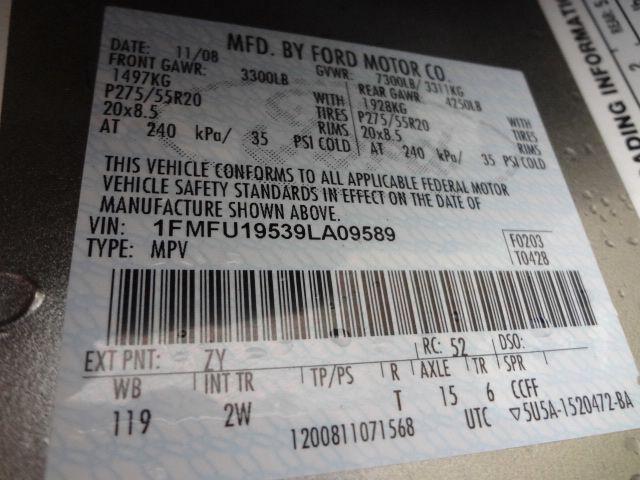 MFD. BY FORD MOTOR CO.
DATE: 11/08 GVWR: 7300LB/ 3311KG
FRONT GAWR: 3300LB REAR GAWR: 4250LB
1497KG 1928KG
P275/55R20 WITH TIRES P275/55R20 WITH TIRES
20x8.5 RIMS 20x8.5 RIMS
AT 240 kPa/ 35 PSI COLD AT 240 kPa/ 35 PSI COLD
THIS VEHICLE CONFORMS TO ALL APPLICABLE FEDERAL MOTOR
VEHICLE SAFETY STANDARDS IN EFFECT ON THE DATE OF
MANUFACTURE SHOWN ABOVE.
VIN: 1FMFU19539LA09589
TYPE: MPV
F0203
T0428
EXT PNT: ZY RC: 52 DSO:
WB INT TR TP/PS R AXLE TR SPR
119 2W T 15 6 CCFF
1200811071568 UTC ▽5U5A-1520472-BA
ADING INFORMATION
REAR 5
2